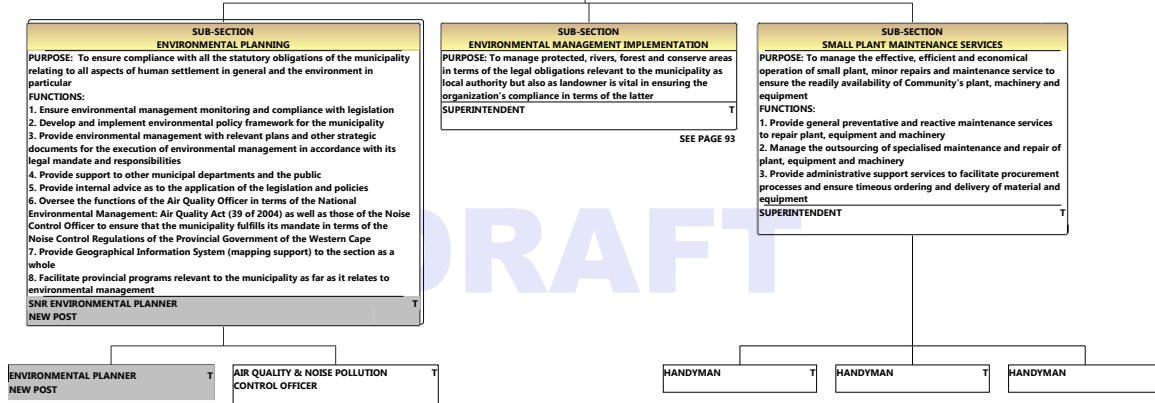 SUB-SECTION
ENVIRONMENTAL PLANNING
PURPOSE: To ensure compliance with all the statutory obligations of the municipality
relating to all aspects of human settlement in general and the environment in
particular
FUNCTIONS:
1. Ensure environmental management monitoring and compliance with legislation
2. Develop and implement environmental policy framework for the municipality
3. Provide environmental management with relevant plans and other strategic
documents for the execution of environmental management in accordance with its
legal mandate and responsibilities
4. Provide support to other municipal departments and the public
5. Provide internal advice as to the application of the legislation and policies
6. Oversee the functions of the Air Quality Officer in terms of the National
Environmental Management: Air Quality Act (39 of 2004) as well as those of the Noise
Control Officer to ensure that the municipality fulfills its mandate in terms of the
Noise Control Regulations of the Provincial Government of the Western Cape
7. Provide Geographical Information System (mapping support) to the section as a
whole
8. Facilitate provincial programs relevant to the municipality as far as it relates to
environmental management
SNR ENVIRONMENTAL PLANNER T
NEW POST
SUB-SECTION
ENVIRONMENTAL MANAGEMENT IMPLEMENTATION
PURPOSE: To manage protected, rivers, forest and conserve areas
in terms of the legal obligations relevant to the municipality as
local authority but also as landowner is vital in ensuring the
organization's compliance in terms of the latter
SUPERINTENDENT T
SEE PAGE 93
SUB-SECTION
SMALL PLANT MAINTENANCE SERVICES
PURPOSE: To manage the effective, efficient and economical
operation of small plant, minor repairs and maintenance service to
ensure the readily availability of Community's plant, machinery and
equipment
FUNCTIONS:
1. Provide general preventative and reactive maintenance services
to repair plant, equipment and machinery
2. Manage the outsourcing of specialised maintenance and repair of
plant, equipment and machinery
3. Provide administrative support services to facilitate procurement
processes and ensure timeous ordering and delivery of material and
equipment
SUPERINTENDENT T
DRAFT
ENVIRONMENTAL PLANNER T
NEW POST
AIR QUALITY & NOISE POLLUTION T
CONTROL OFFICER
HANDYMAN T
HANDYMAN T
HANDYMAN